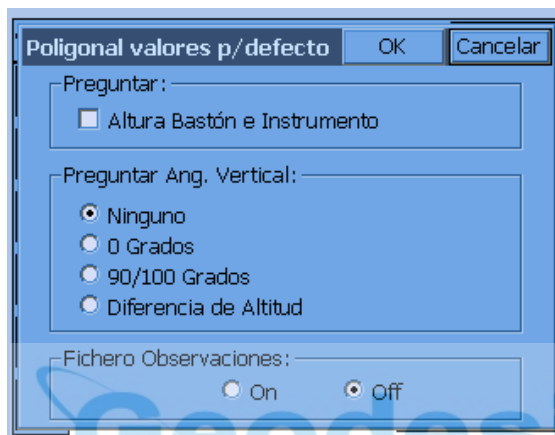 Poligonal valores p/defecto OK Cancelar
Preguntar:
Altura Bastón e Instrumento
Preguntar Ang. Vertical:
Ninguno
0 Grados
90/100 Grados
Diferencia de Altitud
Fichero Observaciones:
On Off